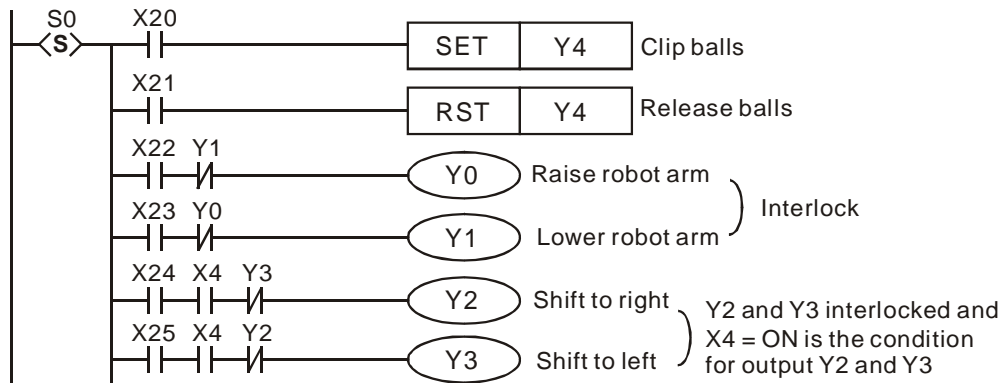 S0 X20
S SET Y4 Clip balls
X21
RST Y4 Release balls
X22 Y1
Y0 Raise robot arm
Interlock
X23 Y0
Y1 Lower robot arm
X24 X4 Y3
Y2 Shift to right
X25 X4 Y2
Y3 Shift to left
Y2 and Y3 interlocked and
X4 = ON is the condition
for output Y2 and Y3